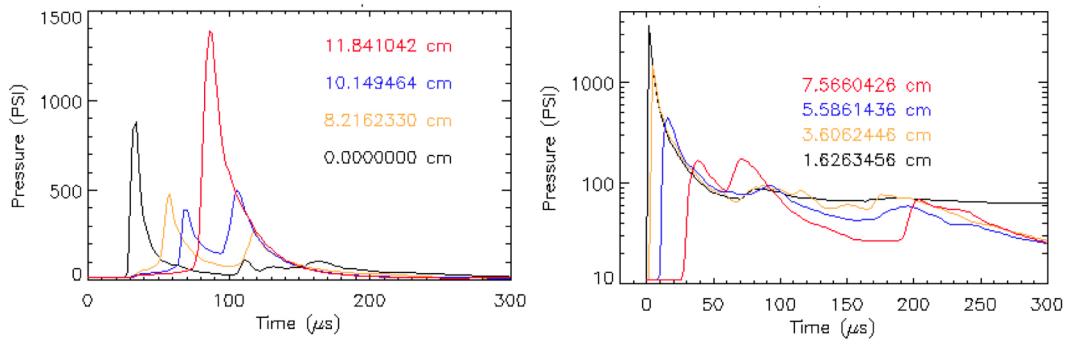 1500
1000
500
0
Pressure (PSI)
11.841042 cm
10.149464 cm
8.2162330 cm
0.0000000 cm
0 100 200 300
Time (μs)
1000
100
10
Pressure (PSI)
7.5660426 cm
5.5861436 cm
3.6062446 cm
1.6263456 cm
0 50 100 150 200 250 300
Time (μs)